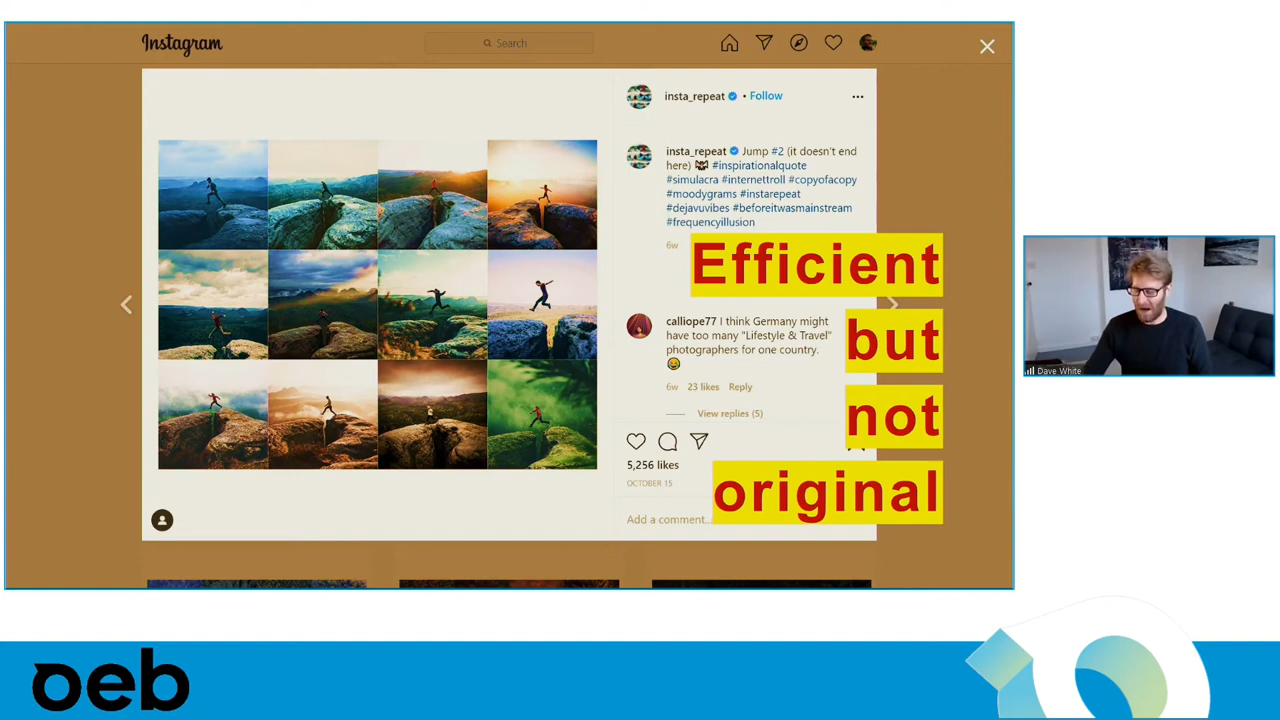 Instagram
Search
insta_repeat • Follow
insta_repeat Jump #2 (it doesn't end
here) #inspirationalquote
#simulacra #internettroll #copyofacopy
#moodygrams #instarepeat
#dejavuvibes #beforeitwasmainstream
#frequencyillusion
6w
Efficient
but
not
original
calliope77 I think Germany might
have too many "Lifestyle & Travel"
photographers for one country.
6w 23 likes Reply
View replies (5)
5,256 likes
OCTOBER 15
Add a comment...
Dave White
oeb